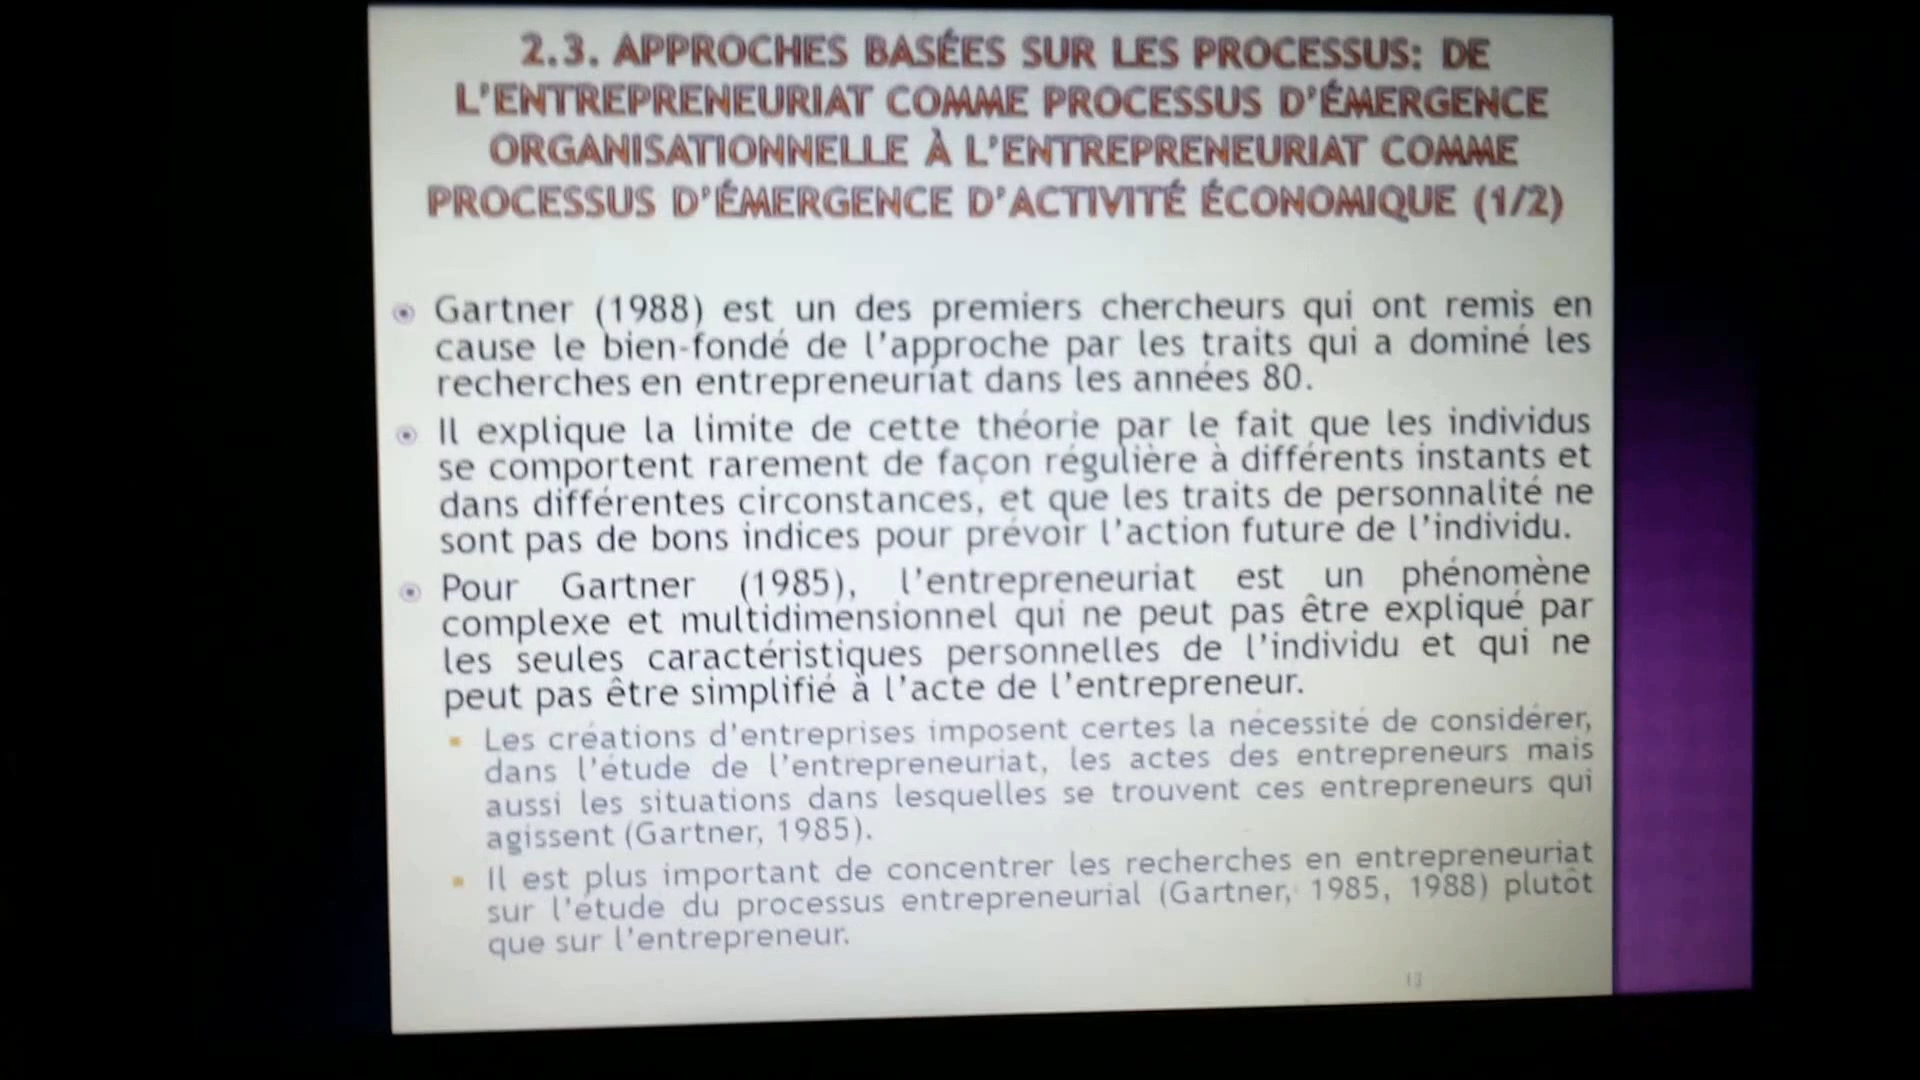 2.3. APPROCHES BASÉES SUR LES PROCESSUS: DE
L'ENTREPRENEURIAT COMME PROCESSUS D'ÉMERGENCE
ORGANISATIONNELLE À L'ENTREPRENEURIAT COMME
PROCESSUS D'ÉMERGENCE D'ACTIVITÉ ÉCONOMIQUE (1/2)
Gartner (1988) est un des premiers chercheurs qui ont remis en
cause le bien-fondé de l'approche par les traits qui a dominé les
recherches en entrepreneuriat dans les années 80.
Il explique la limite de cette théorie par le fait que les individus
se comportent rarement de façon régulière à différents instants et
dans différentes circonstances, et que les traits de personnalité ne
sont pas de bons indices pour prévoir l'action future de l'individu.
Pour Gartner (1985), l'entrepreneuriat est un phénomène
complexe et multidimensionnel qui ne peut pas être expliqué par
les seules caractéristiques personnelles de l'individu et qui ne
peut pas être simplifié à l'acte de l'entrepreneur.
Les créations d'entreprises imposent certes la nécessité de considérer,
dans l'étude de l'entrepreneuriat, les actes des entrepreneurs mais
aussi les situations dans lesquelles se trouvent ces entrepreneurs qui
agissent (Gartner, 1985).
Il est plus important de concentrer les recherches en entrepreneuriat
sur l'étude du processus entrepreneurial (Gartner, 1985, 1988) plutôt
que sur l'entrepreneur.